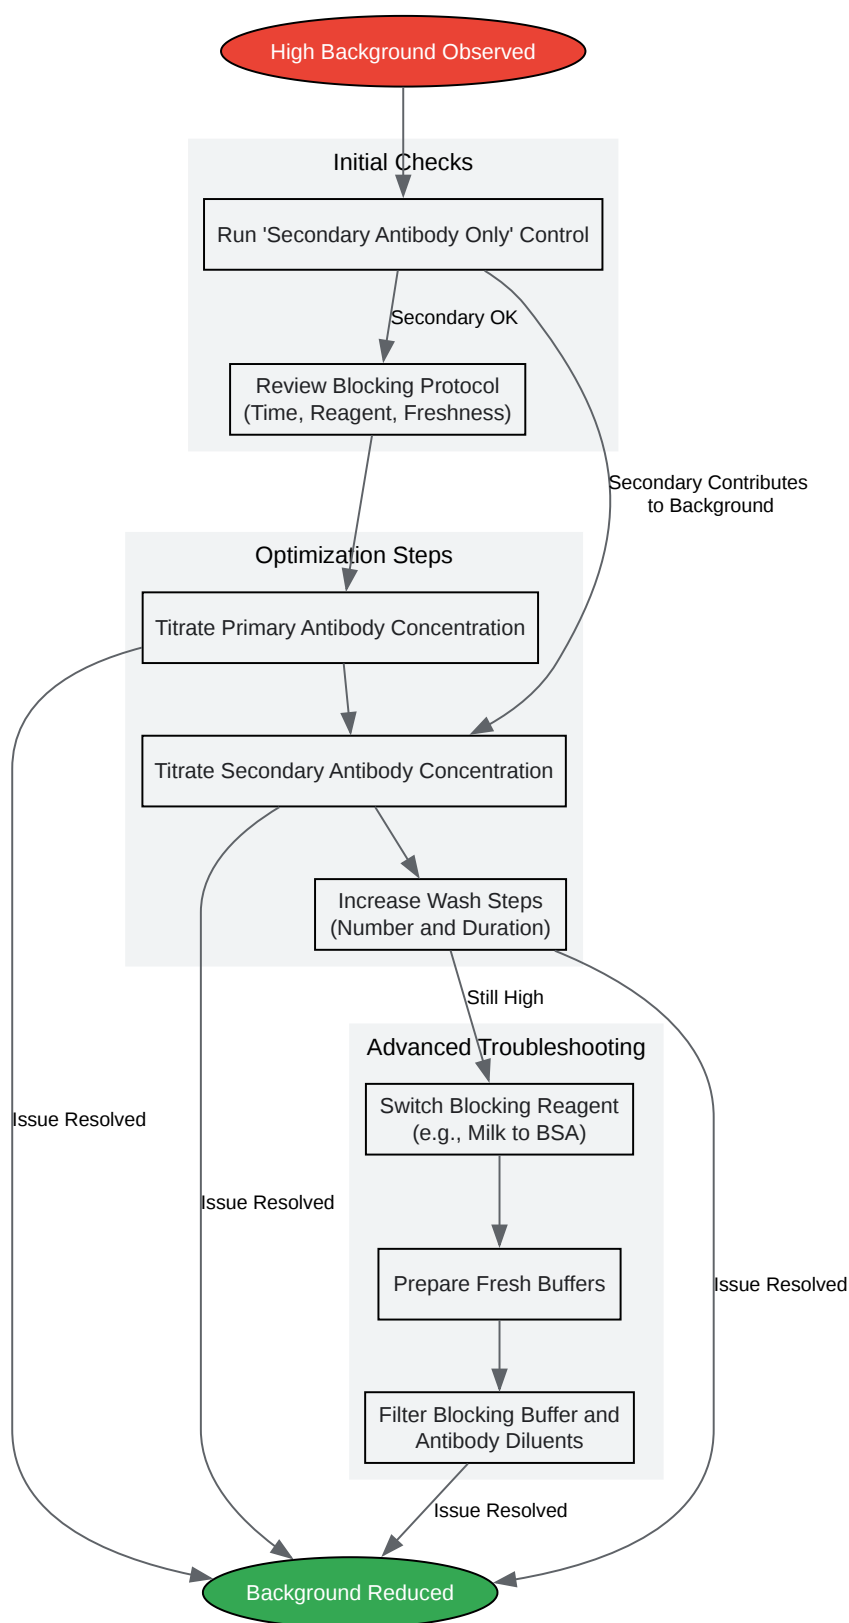 High Background Observed
Initial Checks
Run 'Secondary Antibody Only' Control
Secondary OK
Review Blocking Protocol
(Time, Reagent, Freshness)
Secondary Contributes
to Background
Optimization Steps
Titrate Primary Antibody Concentration
Titrate Secondary Antibody Concentration
Increase Wash Steps
(Number and Duration)
Still High
Advanced Troubleshooting
Switch Blocking Reagent
(e.g., Milk to BSA)
Issue Resolved
Issue Resolved
Prepare Fresh Buffers
Issue Resolved
Filter Blocking Buffer and
Antibody Diluents
Issue Resolved
Background Reduced